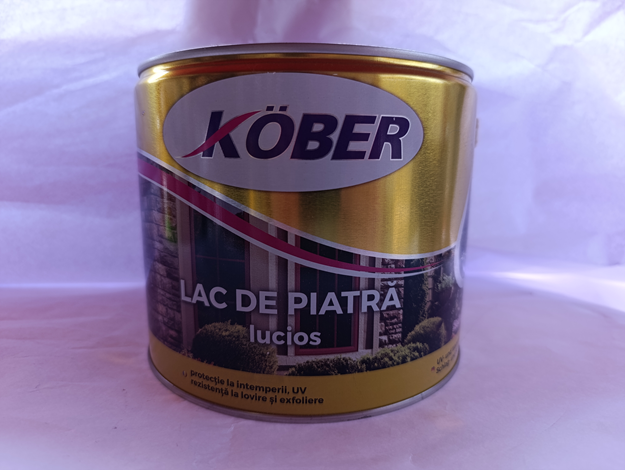 KÖBER
LAC DE PIATRĂ
lucios
protecție la intemperii, UV
rezistență la lovire și exfoliere